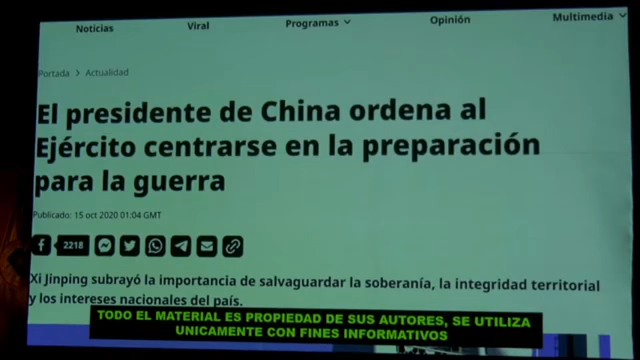 Noticias Viral Programas Opinión Multimedia
Portada > Actualidad
El presidente de China ordena al
Ejército centrarse en la preparación
para la guerra
Publicado: 15 oct 2020 01:04 GMT
2218
Xi Jinping subrayó la importancia de salvaguardar la soberanía, la integridad territorial
y los intereses nacionales del país.
TODO EL MATERIAL ES PROPIEDAD DE SUS AUTORES, SE UTILIZA
UNICAMENTE CON FINES INFORMATIVOS